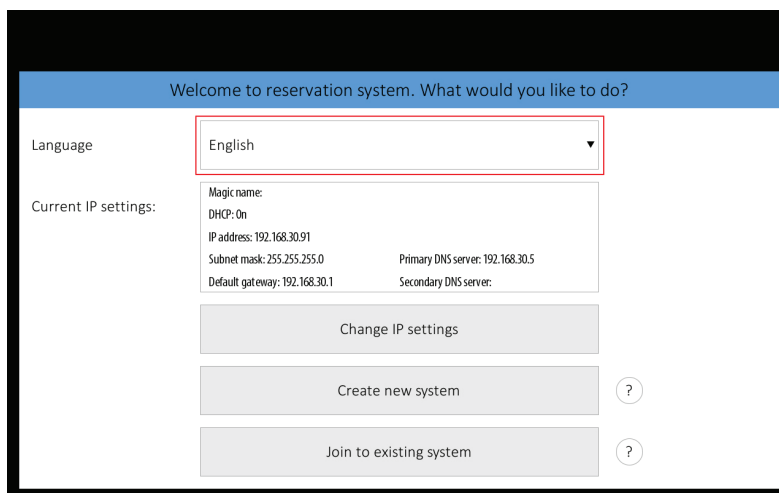 Welcome to reservation system. What would you like to do?
Language
English
Current IP settings:
Magic name:
DHCP: On
IP address: 192.168.30.91
Subnet mask: 255.255.255.0 Primary DNS server: 192.168.30.5
Default gateway: 192.168.30.1 Secondary DNS server:
Change IP settings
Create new system ?
Join to existing system ?